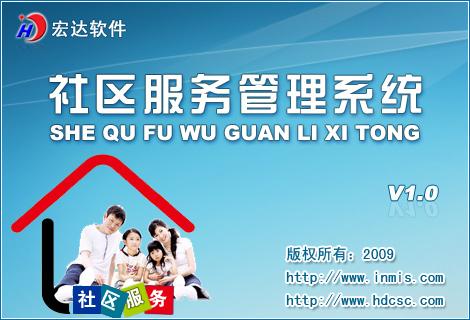 宏达软件
社区服务管理系统
SHE QU FU WU GUAN LI XI TONG
V1.0
版权所有：2009
http://www.inmis.com
http://www.hdcsc.com
社区服务